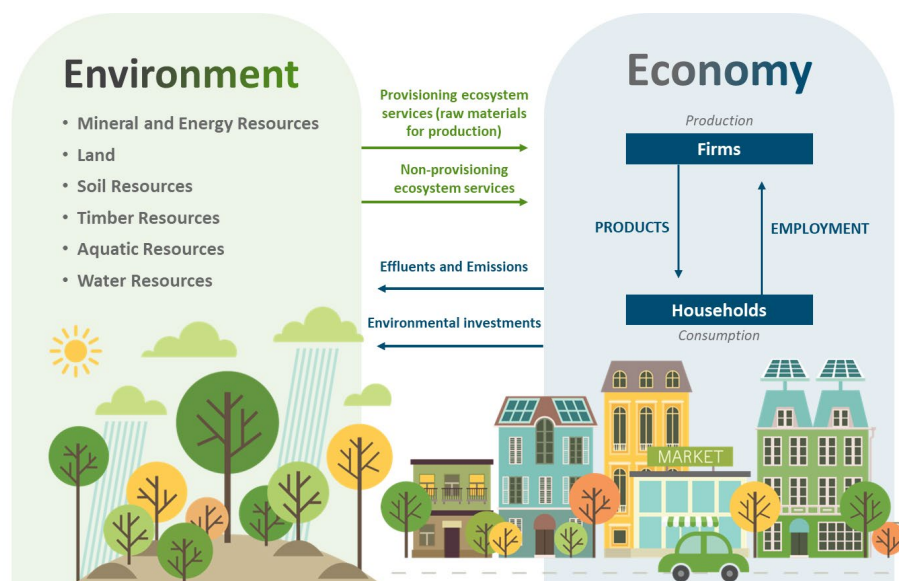 Environment
• Mineral and Energy Resources
• Land
• Soil Resources
• Timber Resources
• Aquatic Resources
• Water Resources
Provisioning ecosystem
services (raw materials
for production)
Non-provisioning
ecosystem services
Effluents and Emissions
Environmental investments
Economy
Production
Firms
PRODUCTS
EMPLOYMENT
Households
Consumption
MARKET